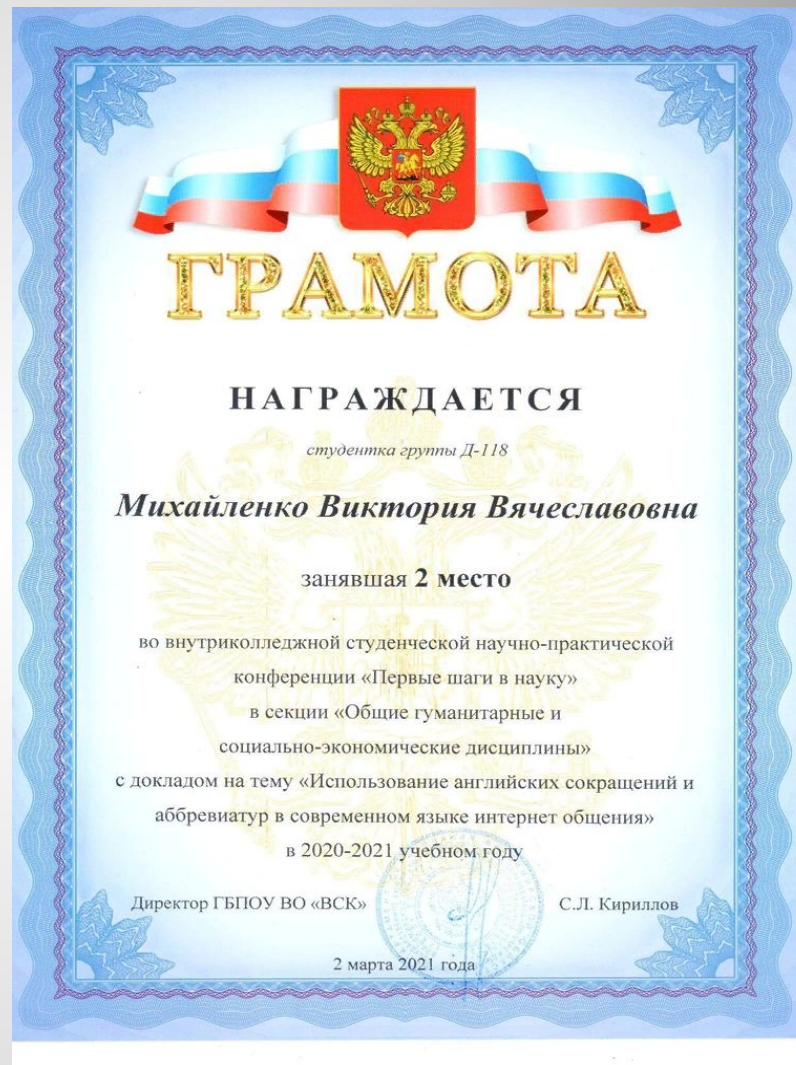 ГРАМОТА
НАГРАЖДАЕТСЯ
студентка группы Д-118
Михайленко Виктория Вячеславовна
занявшая 2 место
во внутриколледжной студенческой научно-практической
конференции «Первые шаги в науку»
в секции «Общие гуманитарные и
социально-экономические дисциплины»
с докладом на тему «Использование английских сокращений и
аббревиатур в современном языке интернет общения»
в 2020-2021 учебном году
Директор ГБПОУ ВО «ВСК» С.Л. Кириллов
2 марта 2021 года